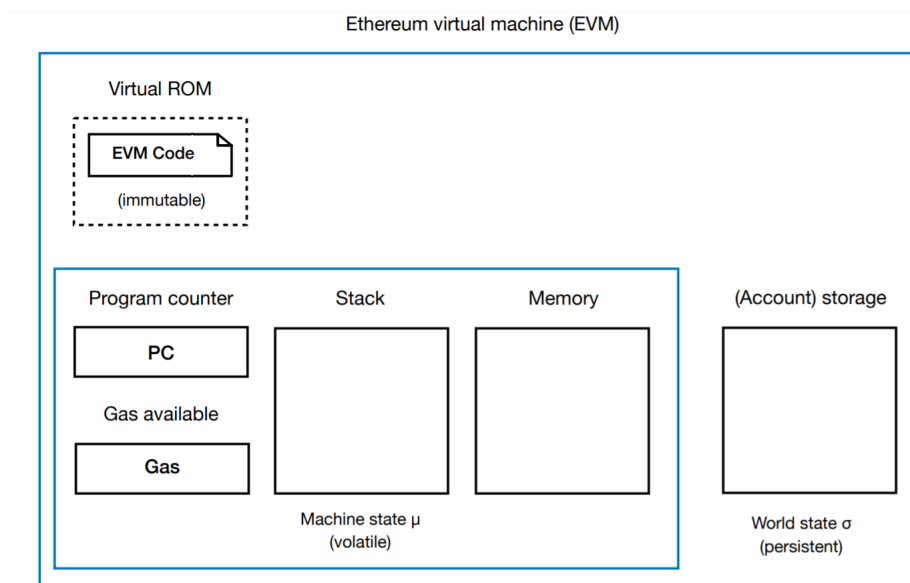 Ethereum virtual machine (EVM)
Virtual ROM
EVM Code
(immutable)
Program counter
PC
Gas available
Gas
Stack
Memory
Machine state μ
(volatile)
(Account) storage
World state σ
(persistent)